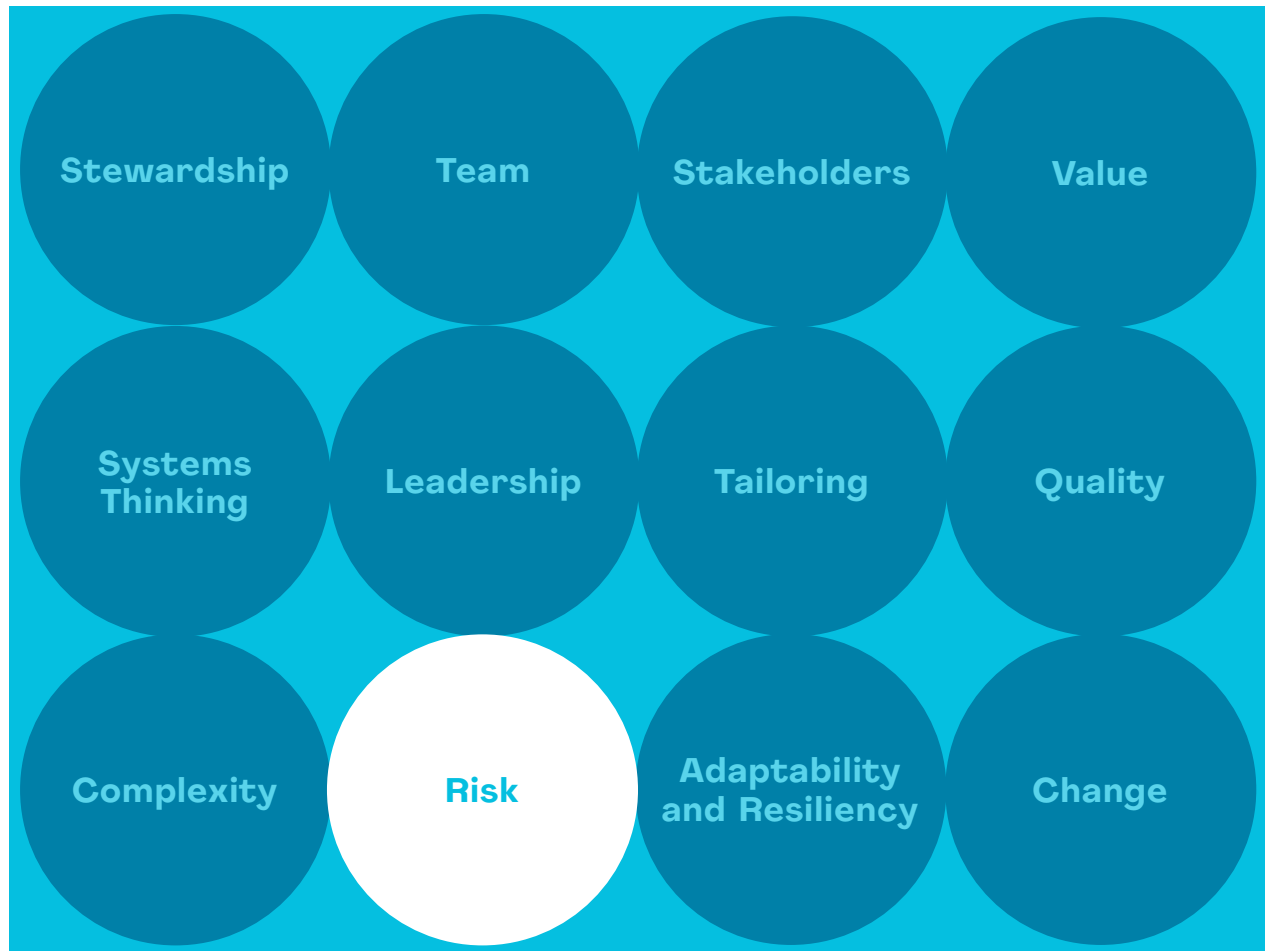 Stewardship
Team
Stakeholders
Value
Systems
Thinking
Leadership
Tailoring
Quality
Complexity
Risk
Adaptability
and Resiliency
Change